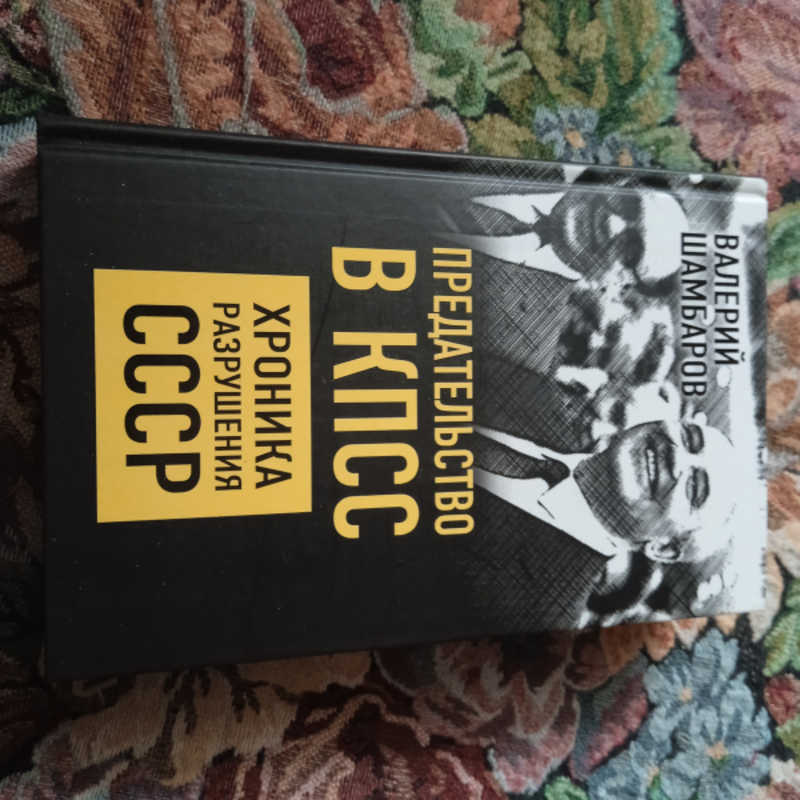 ВАЛЕРИЙ
ШАМБАРОВ
ПРЕДАТЕЛЬСТВО
В КПСС
ХРОНИКА
РАЗРУШЕНИЯ
СССР